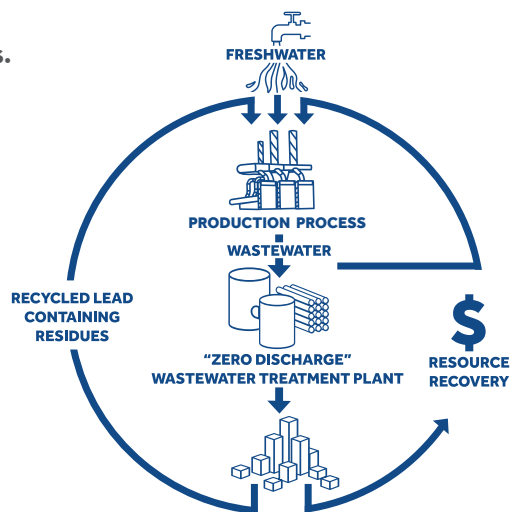 s.
FRESHWATER
PRODUCTION PROCESS
WASTEWATER
RECYCLED LEAD
CONTAINING
RESIDUES
"ZERO DISCHARGE"
WASTEWATER TREATMENT PLANT
$
RESOURCE
RECOVERY